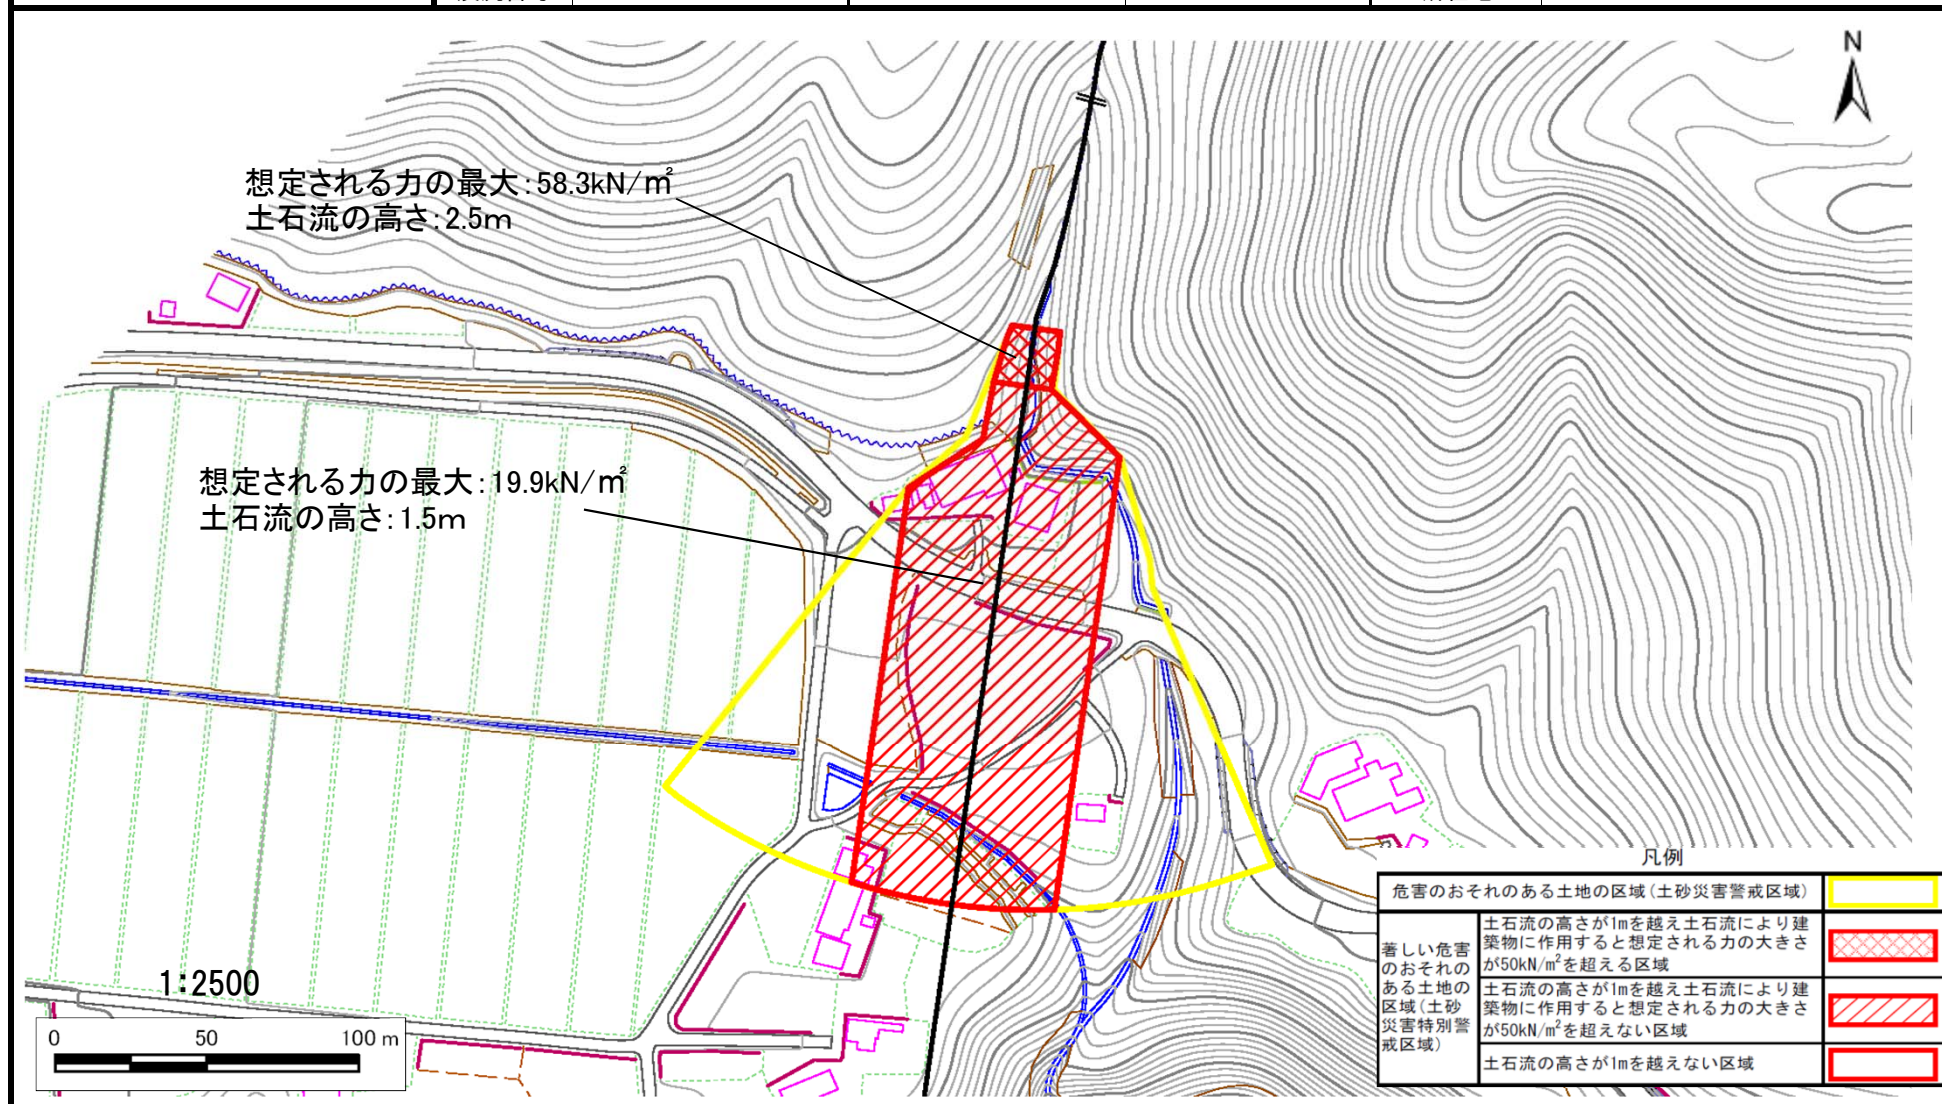 N
想定される力の最大：58.3kN/㎡
土石流の高さ：2.5m
想定される力の最大：19.9kN/㎡
土石流の高さ：1.5m
1:2500
0 50 100 m
凡例
危害のおそれのある土地の区域（土砂災害警戒区域）
著しい危害
のおそれの
ある土地の
区域（土砂
災害特別警
戒区域）
土石流の高さが1mを越え土石流により建
築物に作用すると想定される力の大きさ
が50kN/m²を超える区域
土石流の高さが1mを越え土石流により建
築物に作用すると想定される力の大きさ
が50kN/m²を超えない区域
土石流の高さが1mを越えない区域